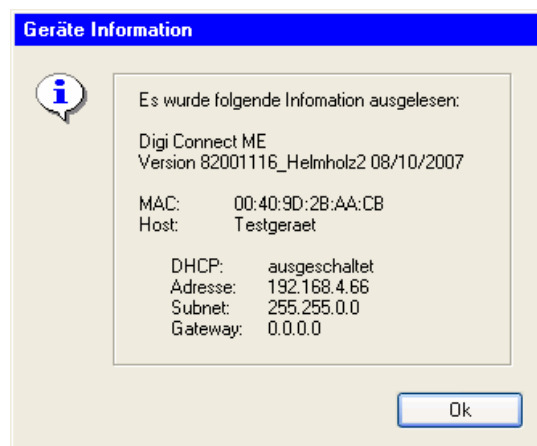 Geräte Information
Es wurde folgende Infomation ausgelesen:
Digi Connect ME
Version 82001116_Helmholz2 08/10/2007
MAC: 00:40:9D:2B:AA:CB
Host: Testgeraet
DHCP: ausgeschaltet
Adresse: 192.168.4.66
Subnet: 255.255.0.0
Gateway: 0.0.0.0
Ok